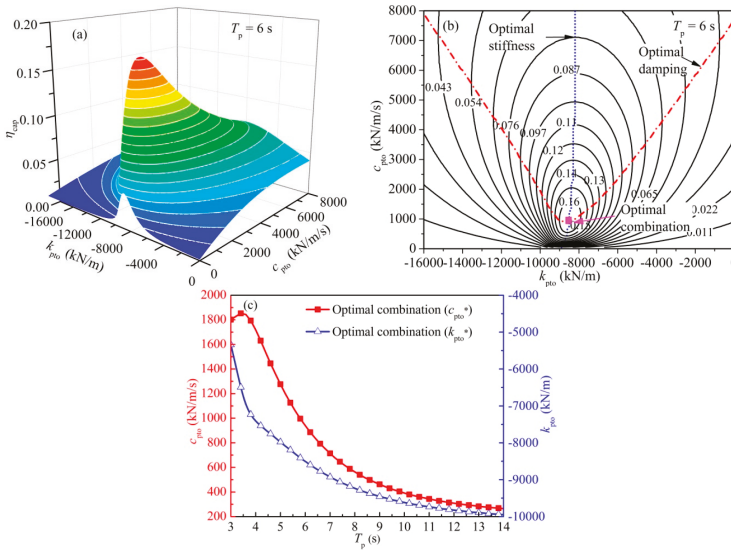 (a)
T_p = 6 s
0.20
0.15
0.10
0.05
0.00
η_cap
-16000
-12000
-8000
-4000
0
k_pto (kN/m)
0
2000
4000
6000
8000
c_pto (kN/m/s)
(b)
Optimal stiffness
T_p = 6 s
Optimal damping
8000
7000
6000
5000
4000
3000
2000
1000
0
c_pto (kN/m/s)
0.043
0.054
0.076
0.087
0.097
0.11
0.12
0.14
0.13
0.16
0.065
0.022
0.011
Optimal combination
-16000 -14000 -12000 -10000 -8000 -6000 -4000 -2000 0
k_pto (kN/m)
(c)
Optimal combination (c_pto*)
Optimal combination (k_pto*)
2000
1800
1600
1400
1200
1000
800
600
400
200
c_pto (kN/m/s)
-4000
-5000
-6000
-7000
-8000
-9000
-10000
k_pto (kN/m)
3 4 5 6 7 8 9 10 11 12 13 14
T_p (s)